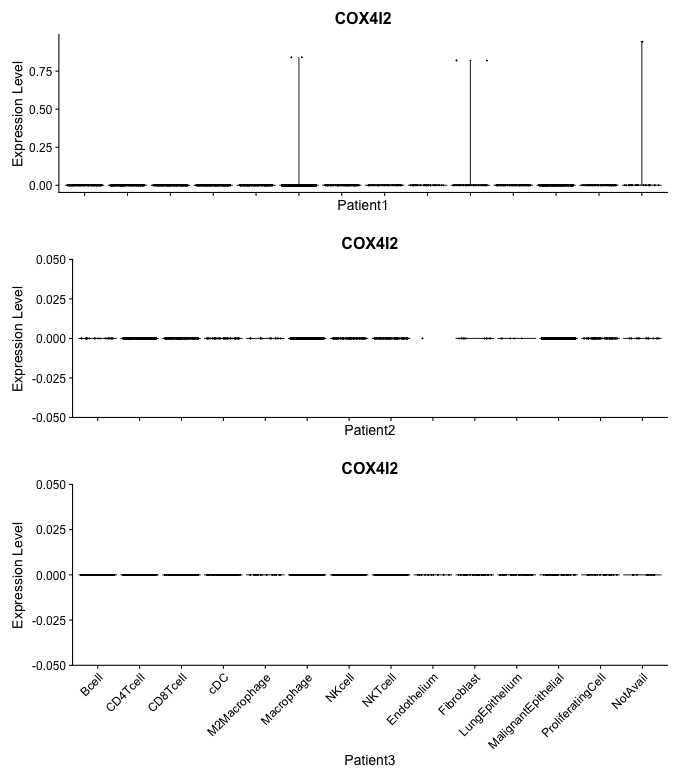 COX4I2
Expression Level
0.75
0.50
0.25
0.00
Patient1
COX4I2
Expression Level
0.050
0.025
0.000
-0.025
-0.050
Patient2
COX4I2
Expression Level
0.050
0.025
0.000
-0.025
-0.050
Bcell
CD4Tcell
CD8Tcell
cDC
M2Macrophage
Macrophage
NKcell
NKTcell
Endothelium
Fibroblast
LungEpithelium
MalignantEpithelial
ProliferatingCell
NotAvail
Patient3